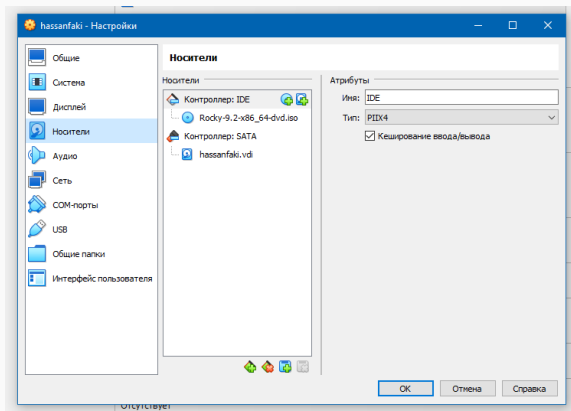 hassanfaki - Настройки
Общие
Система
Дисплей
Носители
Аудио
Сеть
COM-порты
USB
Общие папки
Интерфейс пользователя
Носители
Носители
Контроллер: IDE
Rocky-9.2-x86_64-dvd.iso
Контроллер: SATA
hassanfaki.vdi
Атрибуты
Имя: IDE
Тип: PIIX4
Кеширование ввода/вывода
OK Отмена Справка
Отсутствует